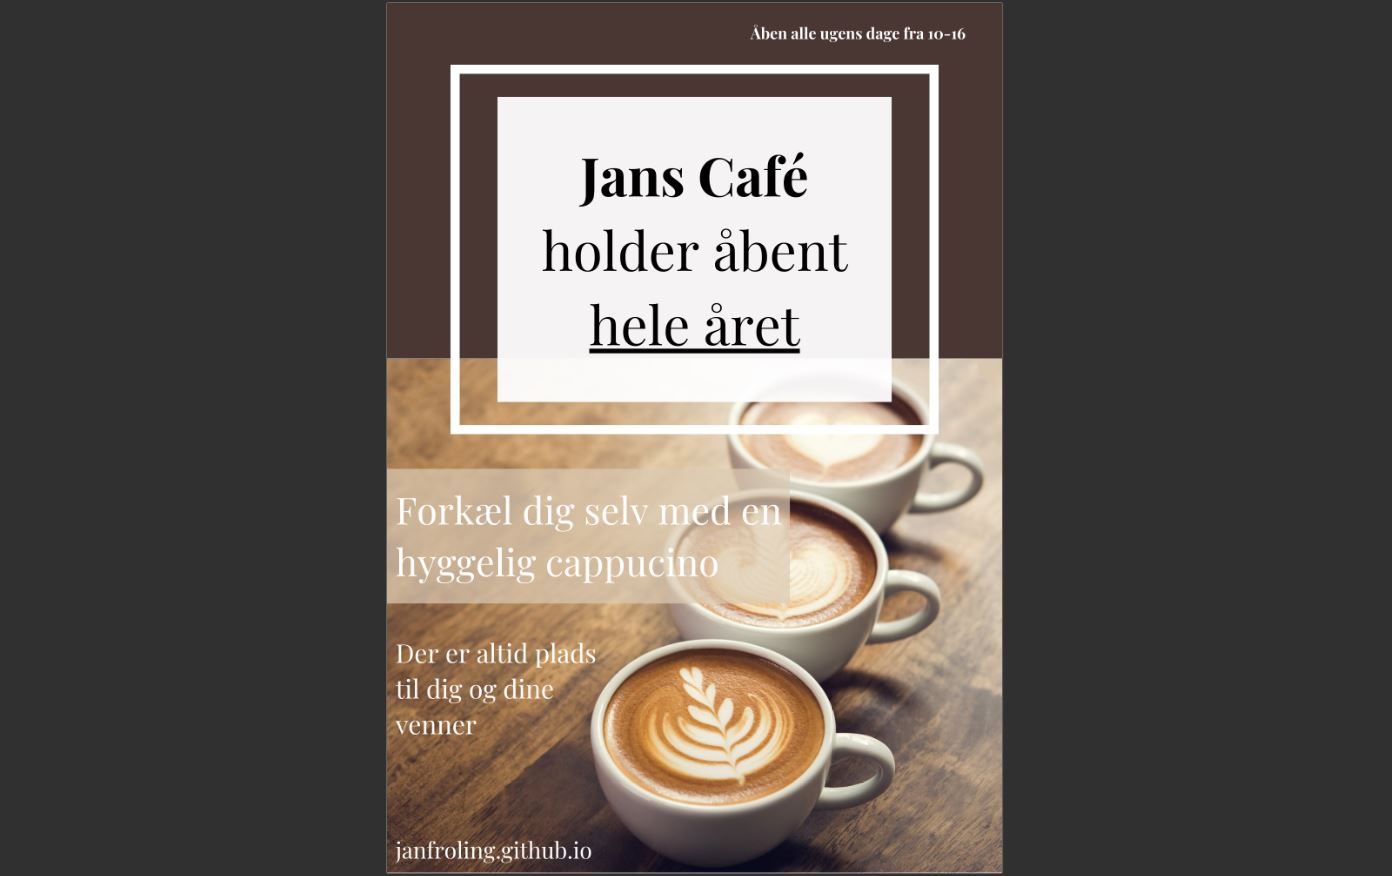 Åben alle ugens dage fra 10-16
Jans Café
holder åbent
hele året
Forkæl dig selv med en
hyggelig cappucino
Der er altid plads
til dig og dine
venner
janfroling.github.io